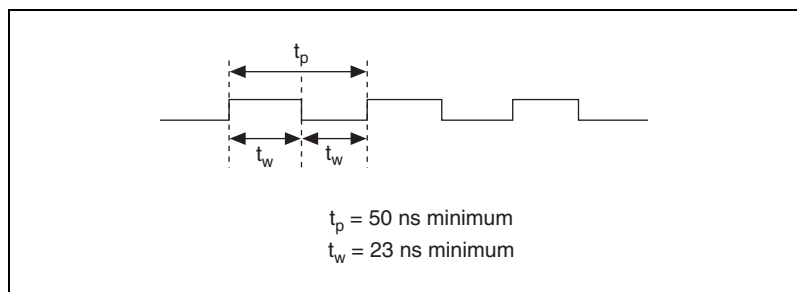 tp
tw tw
tp = 50 ns minimum
tw = 23 ns minimum